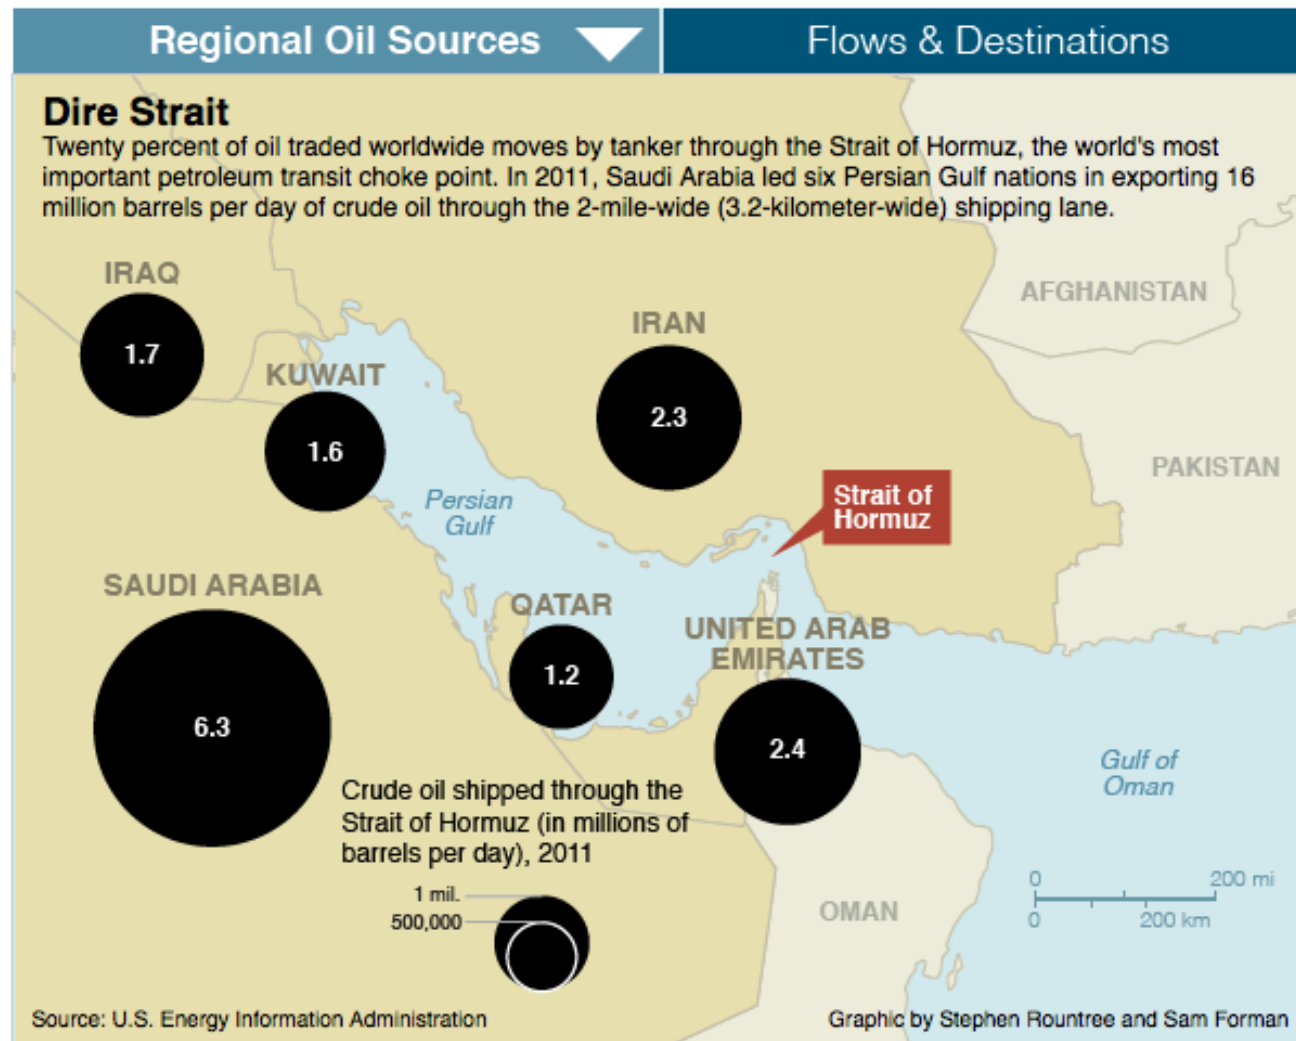 Regional Oil Sources
Flows & Destinations
Dire Strait
Twenty percent of oil traded worldwide moves by tanker through the Strait of Hormuz, the world's most
important petroleum transit choke point. In 2011, Saudi Arabia led six Persian Gulf nations in exporting 16
million barrels per day of crude oil through the 2-mile-wide (3.2-kilometer-wide) shipping lane.
IRAQ
1.7
KUWAIT
1.6
IRAN
2.3
AFGHANISTAN
PAKISTAN
Persian
Gulf
Strait of
Hormuz
SAUDI ARABIA
6.3
QATAR
1.2
UNITED ARAB
EMIRATES
2.4
Gulf of
Oman
Crude oil shipped through the
Strait of Hormuz (in millions of
barrels per day), 2011
1 mil.
500,000
OMAN
0 200 mi
0 200 km
Source: U.S. Energy Information Administration
Graphic by Stephen Rountree and Sam Forman